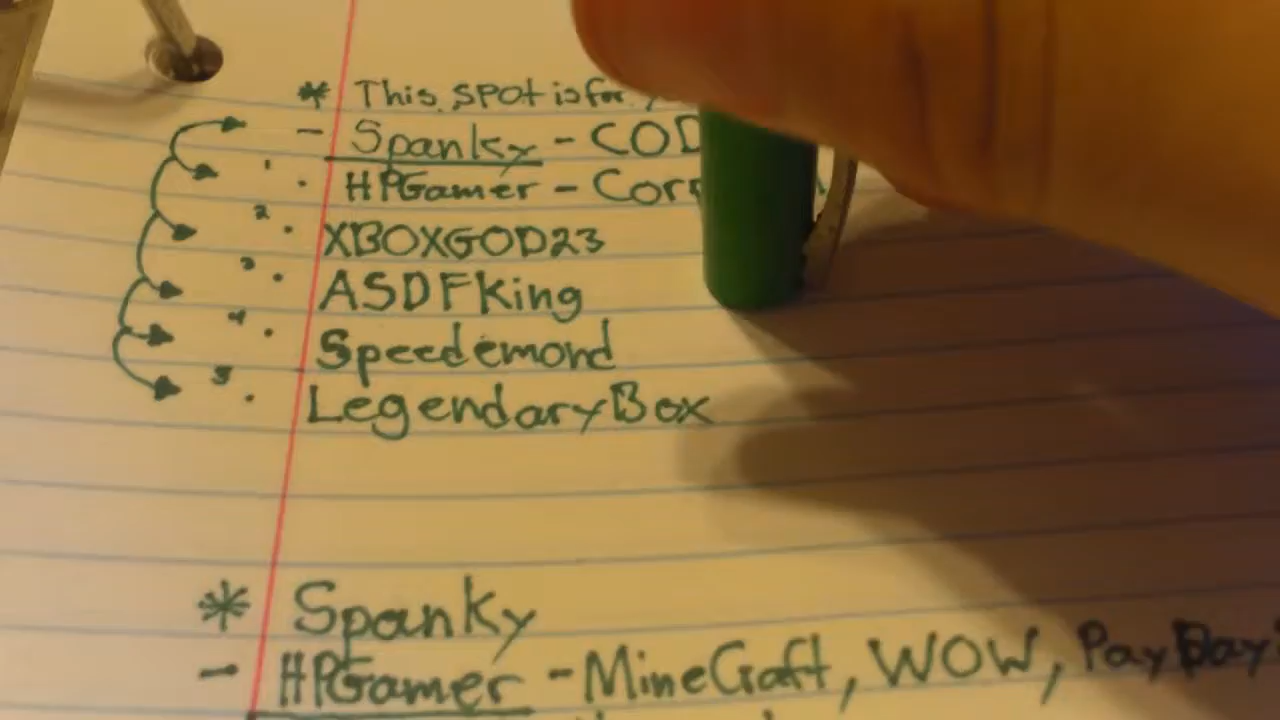 * This spot is for
- Spanky - COD
1. HPGamer -
2. XBOXGOD23
3. ASDFKing
4. Speedemond
5. LegendaryBox
* Spanky
- HPGamer - MineCraft, WOW, PayDay